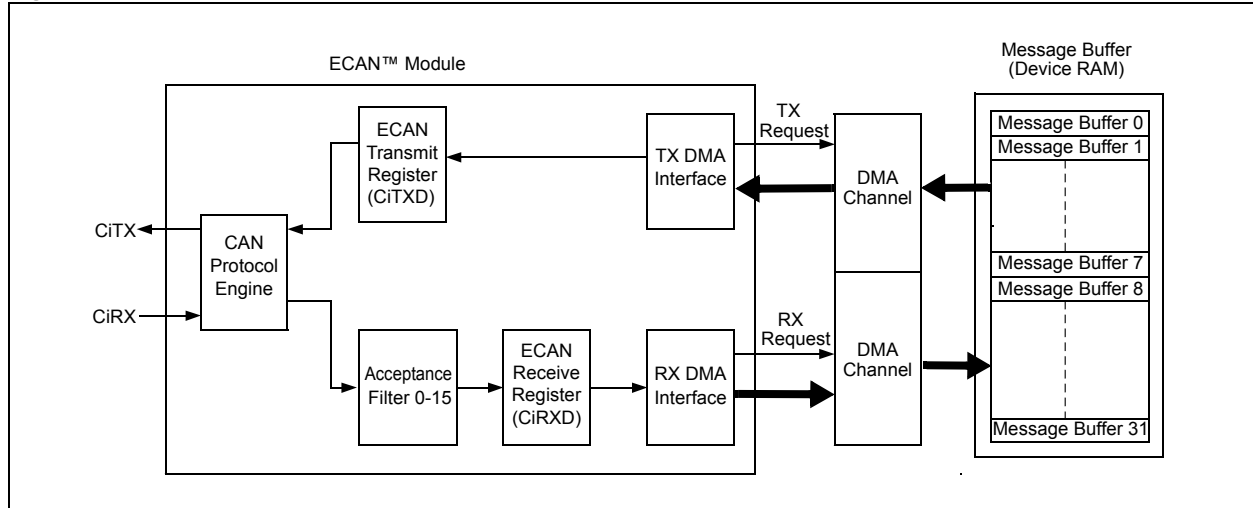 ECAN™ Module
Message Buffer
(Device RAM)
ECAN
Transmit
Register
(CiTXD)
TX DMA
Interface
TX
Request
DMA
Channel
Message Buffer 0
Message Buffer 1
Message Buffer 7
Message Buffer 8
Message Buffer 31
CiTX
CiRX
CAN
Protocol
Engine
Acceptance
Filter 0-15
ECAN
Receive
Register
(CiRXD)
RX DMA
Interface
RX
Request
DMA
Channel